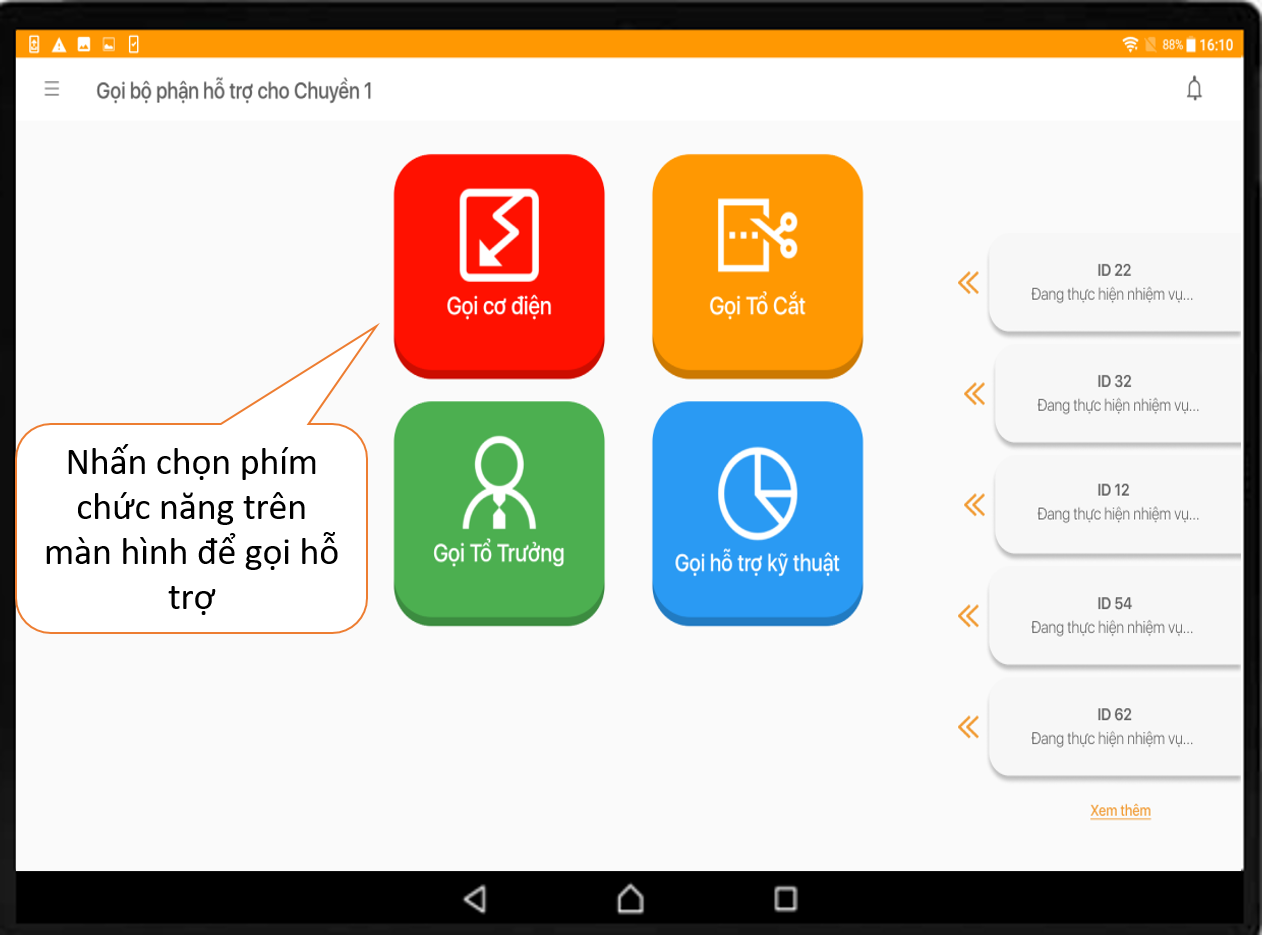 88% 16:10
Gọi bộ phận hỗ trợ cho Chuyền 1
Gọi cơ điện
Gọi Tổ Cắt
Gọi Tổ Trưởng
Gọi hỗ trợ kỹ thuật
Nhấn chọn phím
chức năng trên
màn hình để gọi hỗ
trợ
ID 22
Đang thực hiện nhiệm vụ...
ID 32
Đang thực hiện nhiệm vụ...
ID 12
Đang thực hiện nhiệm vụ...
ID 54
Đang thực hiện nhiệm vụ...
ID 62
Đang thực hiện nhiệm vụ...
Xem thêm